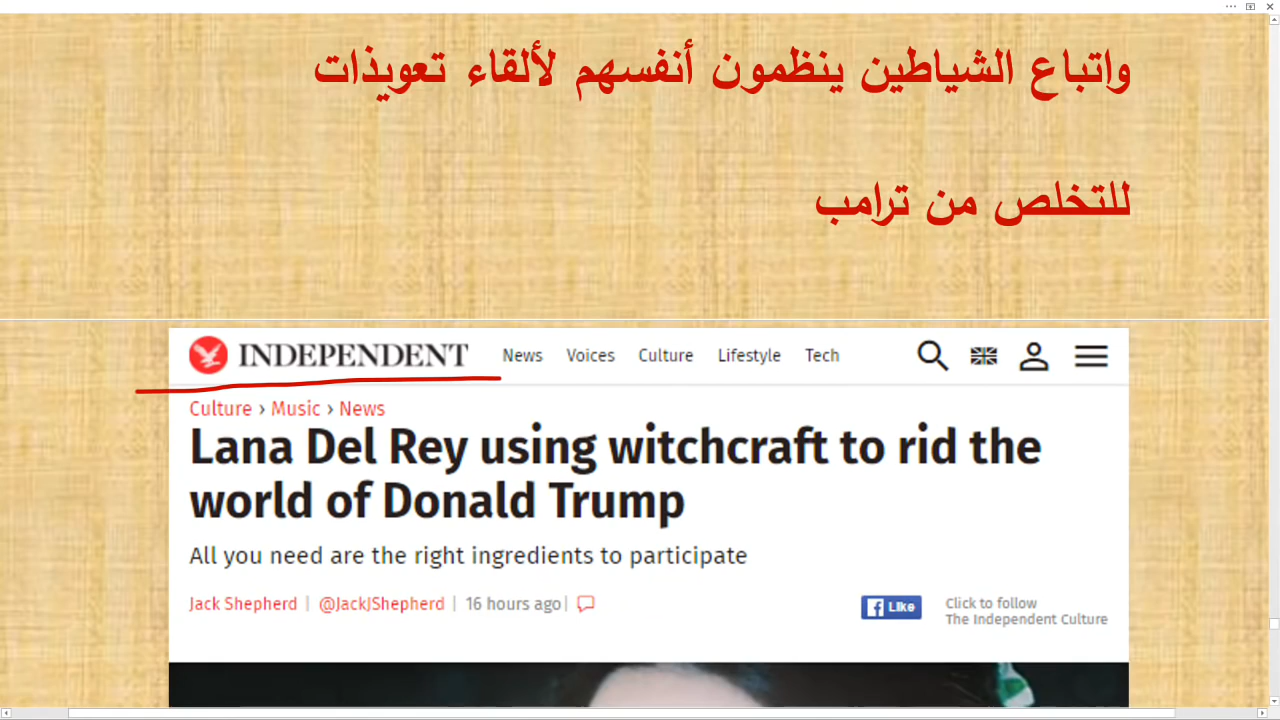 واتباع الشياطين ينظمون أنفسهم لألقاء تعويذات
للتخلص من ترامب
INDEPENDENT News Voices Culture Lifestyle Tech
Culture › Music › News
Lana Del Rey using witchcraft to rid the
world of Donald Trump
All you need are the right ingredients to participate
Jack Shepherd | @JackJShepherd | 16 hours ago |
Like
Click to follow
The Independent Culture